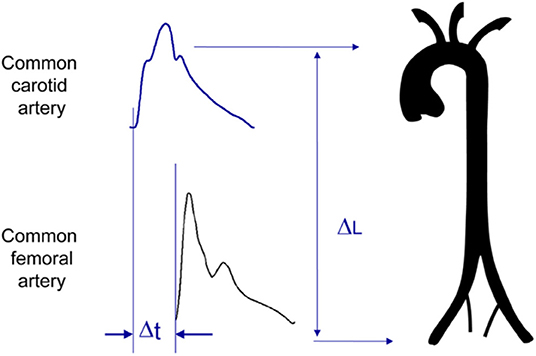 Common
carotid
artery
ΔL
Common
femoral
artery
Δt